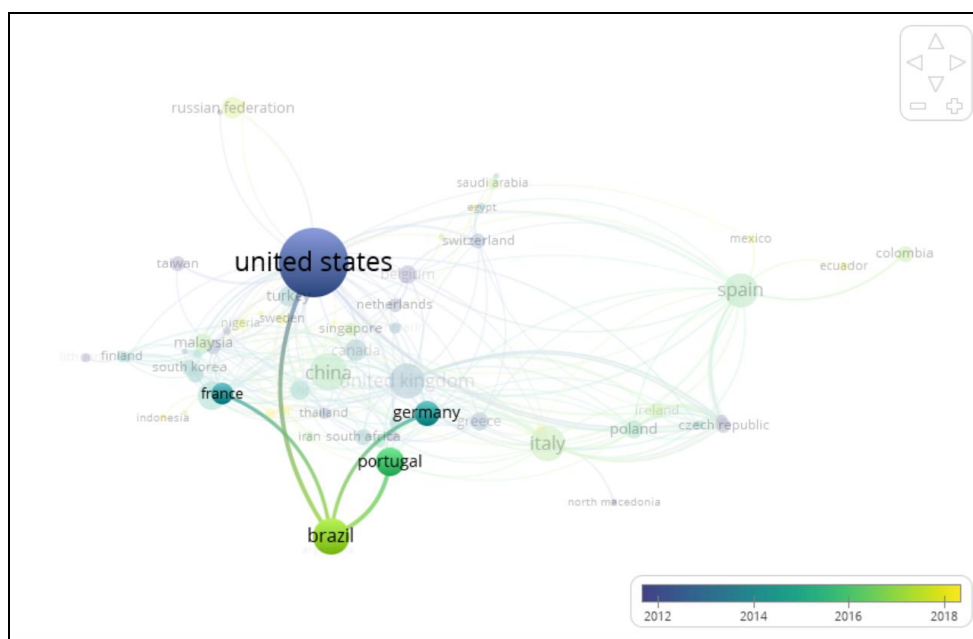 russian federation
saudi arabia
egypt
switzerland
mexico
colombia
ecuador
taiwan
united states
belgium
spain
turkey
netherlands
nigeria
sweden
singapore
malaysia
canada
finland
south korea
china
united kingdom
france
indonesia
thailand
germany
greece
ireland
poland
czech republic
iran
south africa
italy
portugal
north macedonia
brazil
2012
2014
2016
2018